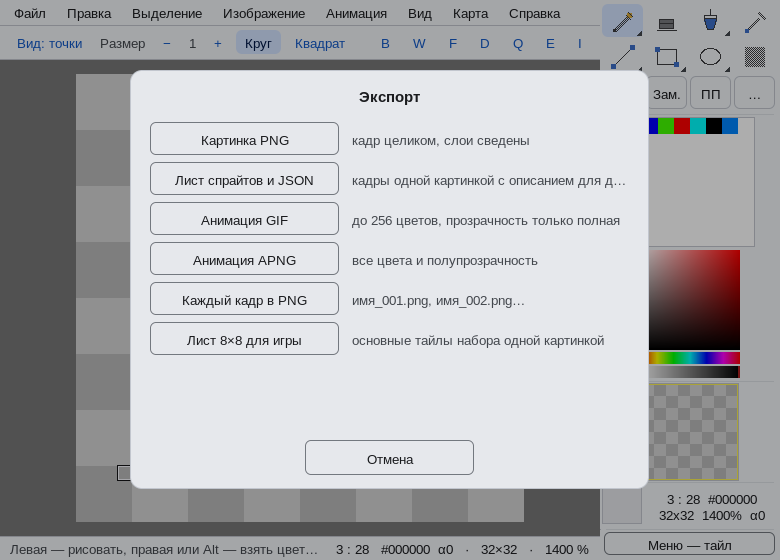 Файл Правка Выделение Изображение Анимация Вид Карта Справка
Вид: точки Размер − 1 + Круг Квадрат B W F D Q E I
Зам. ПП ...
Экспорт
Картинка PNG кадр целиком, слои сведены
Лист спрайтов и JSON кадры одной картинкой с описанием для д…
Анимация GIF до 256 цветов, прозрачность только полная
Анимация APNG все цвета и полупрозрачность
Каждый кадр в PNG имя_001.png, имя_002.png…
Лист 8×8 для игры основные тайлы набора одной картинкой
Отмена
3 : 28 #000000
32x32 1400% α0
Меню — тайл
Левая — рисовать, правая или Alt — взять цвет… 3 : 28 #000000 α0 · 32×32 · 1400 %